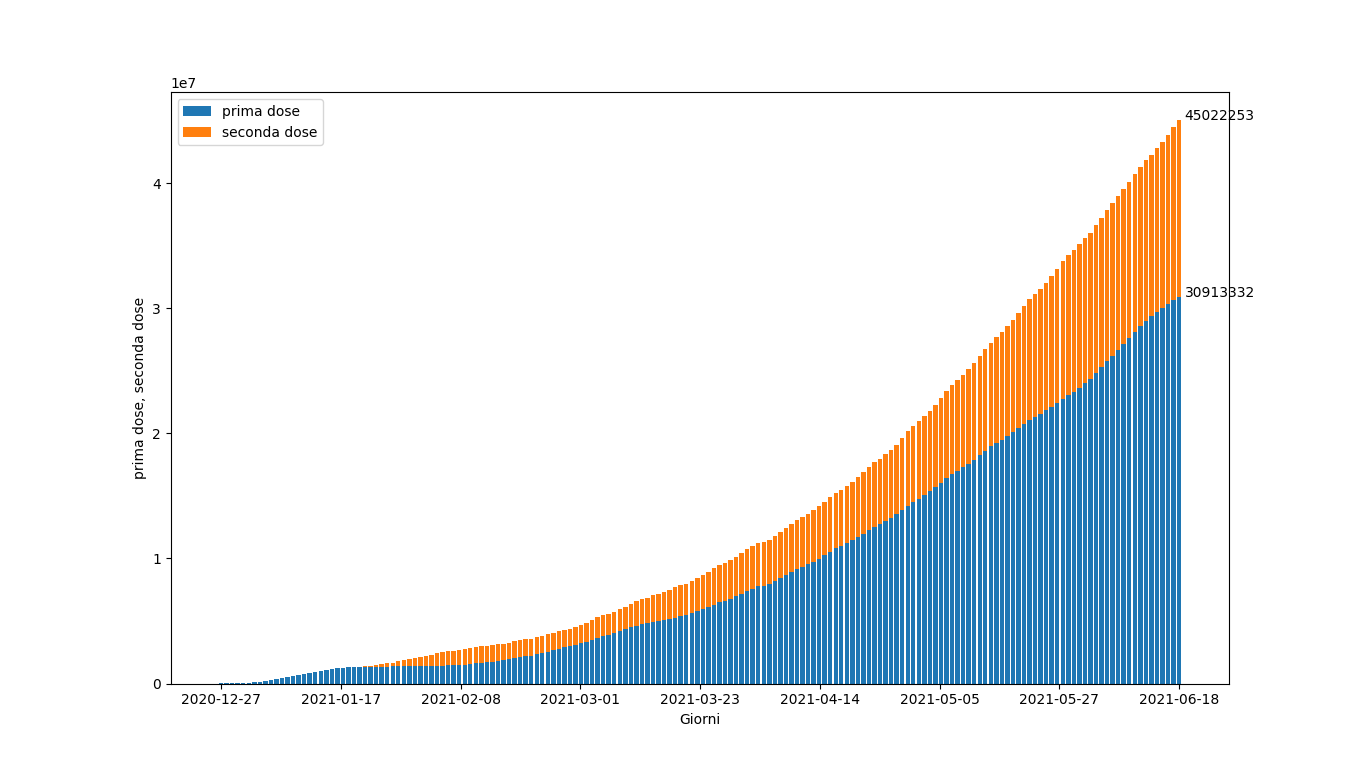 1e7
prima dose
seconda dose
45022253
30913332
4
3
2
1
0
prima dose, seconda dose
2020-12-27 2021-01-17 2021-02-08 2021-03-01 2021-03-23 2021-04-14 2021-05-05 2021-05-27 2021-06-18
Giorni